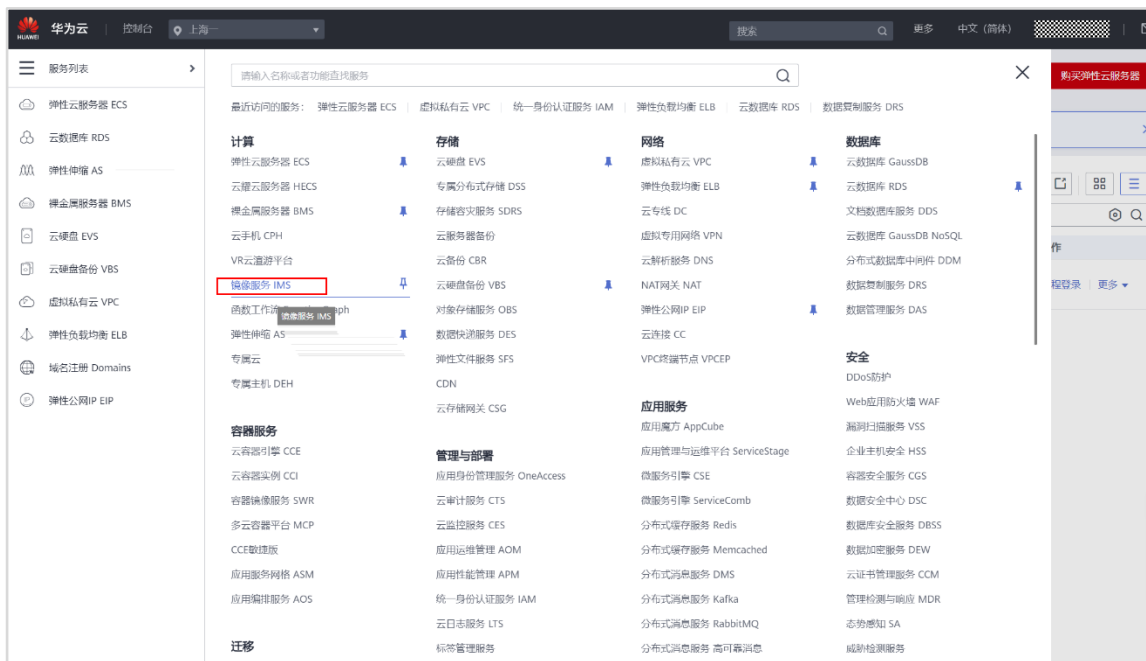 HUAWEI 华为云 控制台 上海一 搜索 更多 中文（简体）
服务列表
弹性云服务器 ECS
云数据库 RDS
弹性伸缩 AS
裸金属服务器 BMS
云硬盘 EVS
云硬盘备份 VBS
虚拟私有云 VPC
弹性负载均衡 ELB
域名注册 Domains
弹性公网IP EIP
请输入名称或者功能查找服务
最近访问的服务： 弹性云服务器 ECS 虚拟私有云 VPC 统一身份认证服务 IAM 弹性负载均衡 ELB 云数据库 RDS 数据复制服务 DRS
计算
弹性云服务器 ECS
云耀云服务器 HECS
裸金属服务器 BMS
云手机 CPH
VR云渲游平台
镜像服务 IMS
函数工作流
镜像服务 IMS
弹性伸缩 AS
专属云
专属主机 DEH
容器服务
云容器引擎 CCE
云容器实例 CCI
容器镜像服务 SWR
多云容器平台 MCP
CCE敏捷版
应用服务网格 ASM
应用编排服务 AOS
迁移
存储
云硬盘 EVS
专属分布式存储 DSS
存储容灾服务 SDRS
云服务器备份
云备份 CBR
云硬盘备份 VBS
对象存储服务 OBS
数据快递服务 DES
弹性文件服务 SFS
CDN
云存储网关 CSG
管理与部署
应用身份管理服务 OneAccess
云审计服务 CTS
云监控服务 CES
应用运维管理 AOM
应用性能管理 APM
统一身份认证服务 IAM
云日志服务 LTS
标签管理服务
网络
虚拟私有云 VPC
弹性负载均衡 ELB
云专线 DC
虚拟专用网络 VPN
云解析服务 DNS
NAT网关 NAT
弹性公网IP EIP
云连接 CC
VPC终端节点 VPCEP
应用服务
应用魔方 AppCube
应用管理与运维平台 ServiceStage
微服务引擎 CSE
微服务引擎 ServiceComb
分布式缓存服务 Redis
分布式缓存服务 Memcached
分布式消息服务 DMS
分布式消息服务 Kafka
分布式消息服务 RabbitMQ
分布式消息服务 高可靠消息
数据库
云数据库 GaussDB
云数据库 RDS
文档数据库服务 DDS
云数据库 GaussDB NoSQL
分布式数据库中间件 DDM
数据复制服务 DRS
数据管理服务 DAS
安全
DDoS防护
Web应用防火墙 WAF
漏洞扫描服务 VSS
企业主机安全 HSS
容器安全服务 CGS
数据安全中心 DSC
数据库安全服务 DBSS
数据加密服务 DEW
云证书管理服务 CCM
管理检测与响应 MDR
态势感知 SA
威胁检测服务
购买弹性云服务器
作
程登录 更多